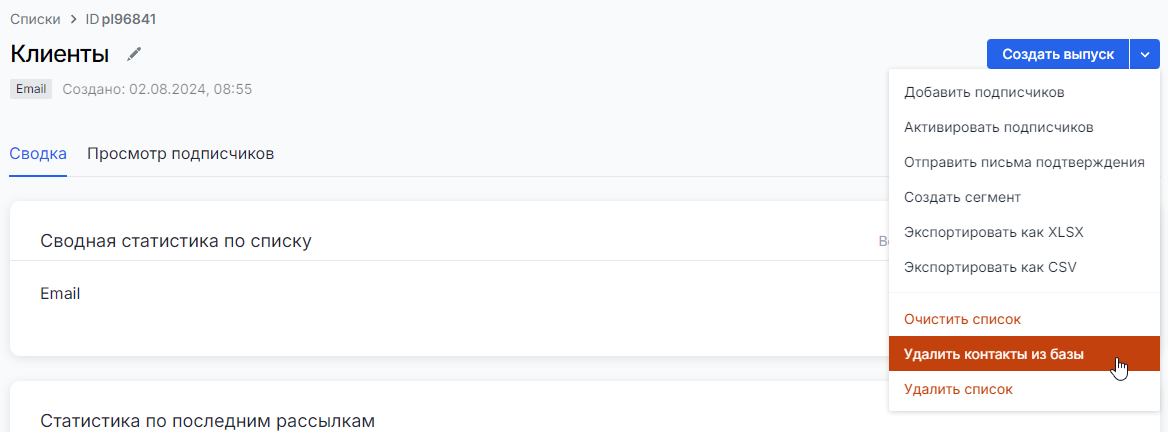 Списки > ID pl96841
Клиенты
Создать выпуск
Email Создано: 02.08.2024, 08:55
Добавить подписчиков
Активировать подписчиков
Отправить письма подтверждения
Создать сегмент
Экспортировать как XLSX
Экспортировать как CSV
Очистить список
Удалить контакты из базы
Удалить список
Сводка Просмотр подписчиков
Сводная статистика по списку
Email
Статистика по последним рассылкам